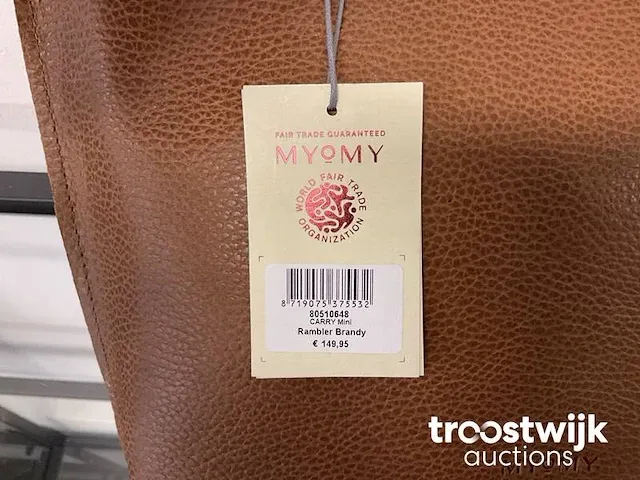 FAIR TRADE GUARANTEED
MYOMY
WORLD FAIR TRADE
ORGANIZATION
8 719075 375532
80510648
CARRY Mini
Rambler Brandy
€ 149,95
troostwijk
auctions
MYOMY